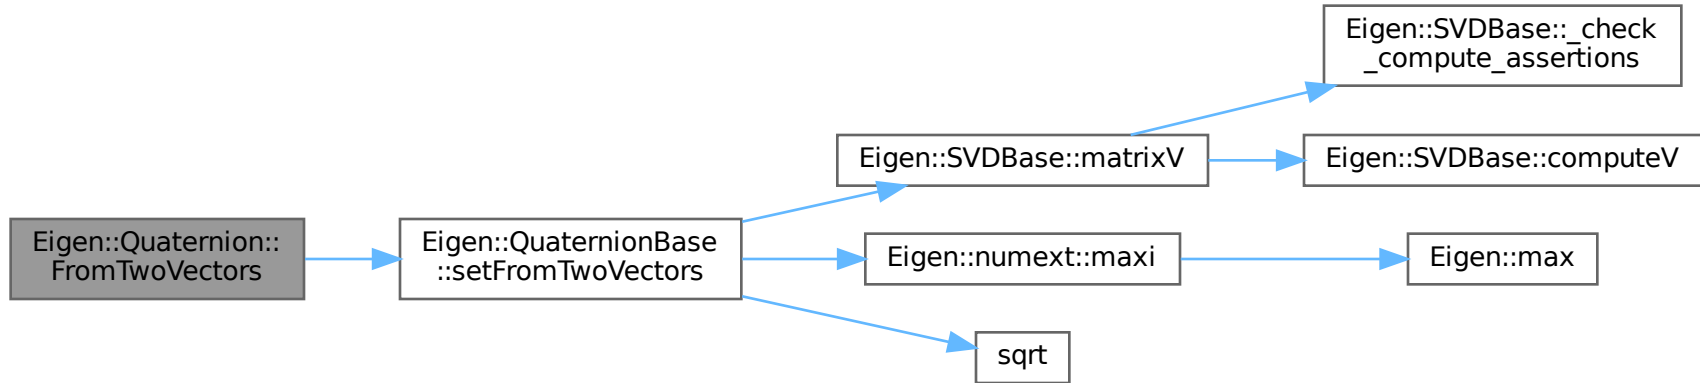 Eigen::Quaternion::
FromTwoVectors
Eigen::QuaternionBase
::setFromTwoVectors
Eigen::SVDBase::matrixV
Eigen::SVDBase::_check
_compute_assertions
Eigen::SVDBase::computeV
Eigen::numext::maxi
Eigen::max
sqrt